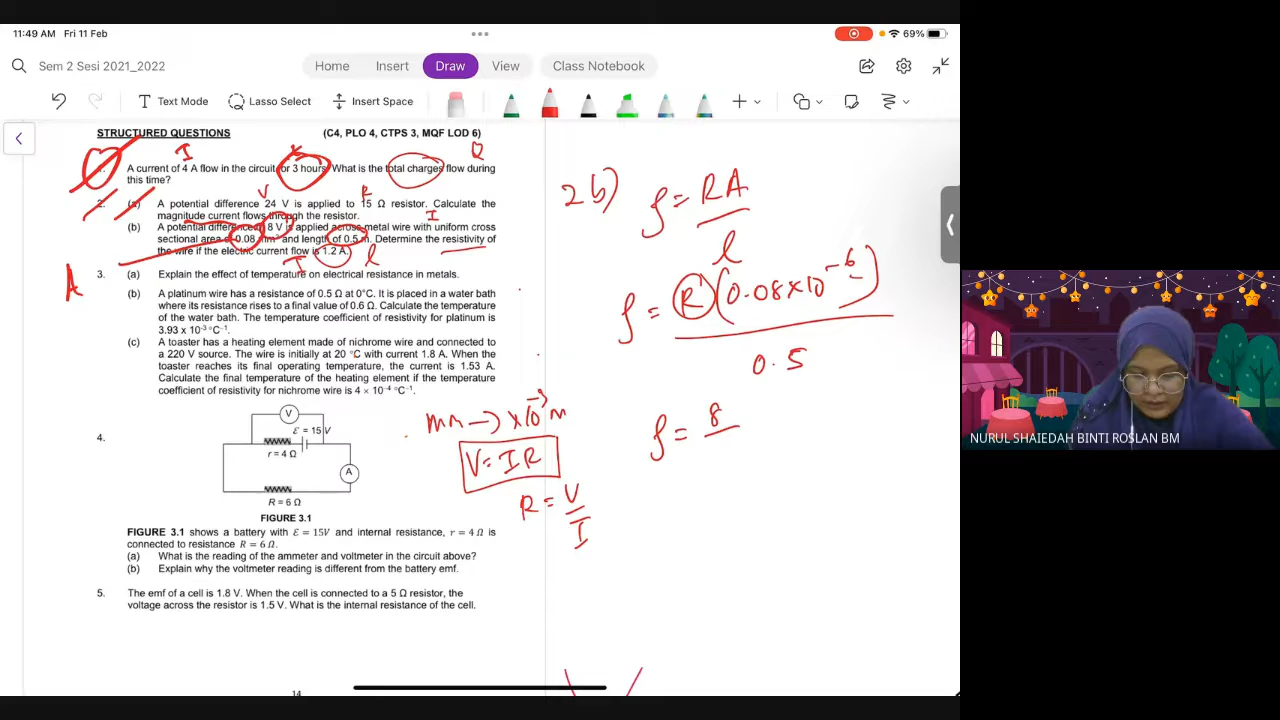 11:49 AM Fri 11 Feb
69%
Sem 2 Sesi 2021_2022
Home Insert Draw View Class Notebook
Text Mode Lasso Select Insert Space
STRUCTURED QUESTIONS (C4, PLO 4, CTPS 3, MQF LOD 6)
I Q
A current of 4 A flow in the circuit for 3 hours. What is the total charges flow during
this time?
V R
2. (a) A potential difference 24 V is applied to 15 Ω resistor. Calculate the
magnitude current flows through the resistor.
I
(b) A potential difference of 8 V is applied across metal wire with uniform cross
sectional area of 0.08 mm² and length of 0.5 m. Determine the resistivity of
the wire if the electric current flow is 1.2 A.
I l
A
3. (a) Explain the effect of temperature on electrical resistance in metals.
(b) A platinum wire has a resistance of 0.5 Ω at 0°C. It is placed in a water bath
where its resistance rises to a final value of 0.6 Ω. Calculate the temperature
of the water bath. The temperature coefficient of resistivity for platinum is
3.93 x 10⁻³ °C⁻¹.
(c) A toaster has a heating element made of nichrome wire and connected to
a 220 V source. The wire is initially at 20 °C with current 1.8 A. When the
toaster reaches its final operating temperature, the current is 1.53 A.
Calculate the final temperature of the heating element if the temperature
coefficient of resistivity for nichrome wire is 4 × 10⁻⁴ °C⁻¹.
4.
V
Ɛ = 15 V
r = 4 Ω
A
R = 6 Ω
FIGURE 3.1
FIGURE 3.1 shows a battery with Ɛ = 15V and internal resistance, r = 4 Ω is
connected to resistance R = 6 Ω.
(a) What is the reading of the ammeter and voltmeter in the circuit above?
(b) Explain why the voltmeter reading is different from the battery emf.
5. The emf of a cell is 1.8 V. When the cell is connected to a 5 Ω resistor, the
voltage across the resistor is 1.5 V. What is the internal resistance of the cell.
14
mm → x10⁻³ m
V = IR
R = V
I
2b) ρ = RA
l
ρ = R (0.08 x 10⁻⁶)
0.5
ρ = 8
NURUL SHAIEDAH BINTI ROSLAN BM